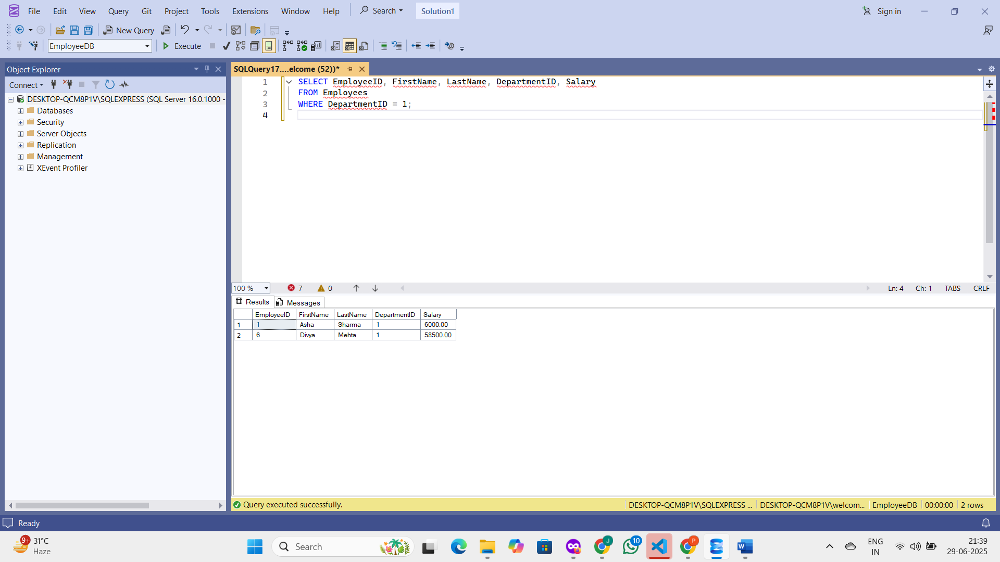 File Edit View Query Git Project Tools Extensions Window Help Search Solution1 Sign in
New Query
EmployeeDB Execute
Object Explorer
Connect
DESKTOP-QCM8P1V\SQLEXPRESS (SQL Server 16.0.1000 -
Databases
Security
Server Objects
Replication
Management
XEvent Profiler
SQLQuery17....elcome (52))*
1 SELECT EmployeeID, FirstName, LastName, DepartmentID, Salary
2 FROM Employees
3 WHERE DepartmentID = 1;
4
100 % 7 0 Ln: 4 Ch: 1 TABS CRLF
Results Messages
EmployeeID FirstName LastName DepartmentID Salary
1 1 Asha Sharma 1 6000.00
2 6 Divya Mehta 1 58500.00
Query executed successfully. DESKTOP-QCM8P1V\SQLEXPRESS ... DESKTOP-QCM8P1V\welcom... EmployeeDB 00:00:00 2 rows
Ready
9+ 31°C
Haze
Search
J
10
P
ENG
IN
21:39
29-06-2025